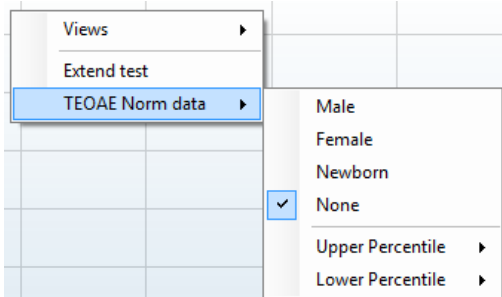 Views
Extend test
TEOAE Norm data
Male
Female
Newborn
None
Upper Percentile
Lower Percentile